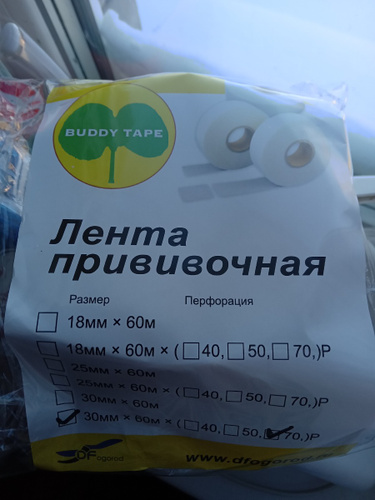 BUDDY TAPE
Лента
прививочная
Размер Перфорация
18мм × 60м
18мм × 60м × ( 40, 50, 70,)Р
25мм × 60м
25мм × 60м × ( 40, 50, 70,)Р
30мм × 60м
30мм × 60м × ( 40, 50, 70,)Р
DFogorod